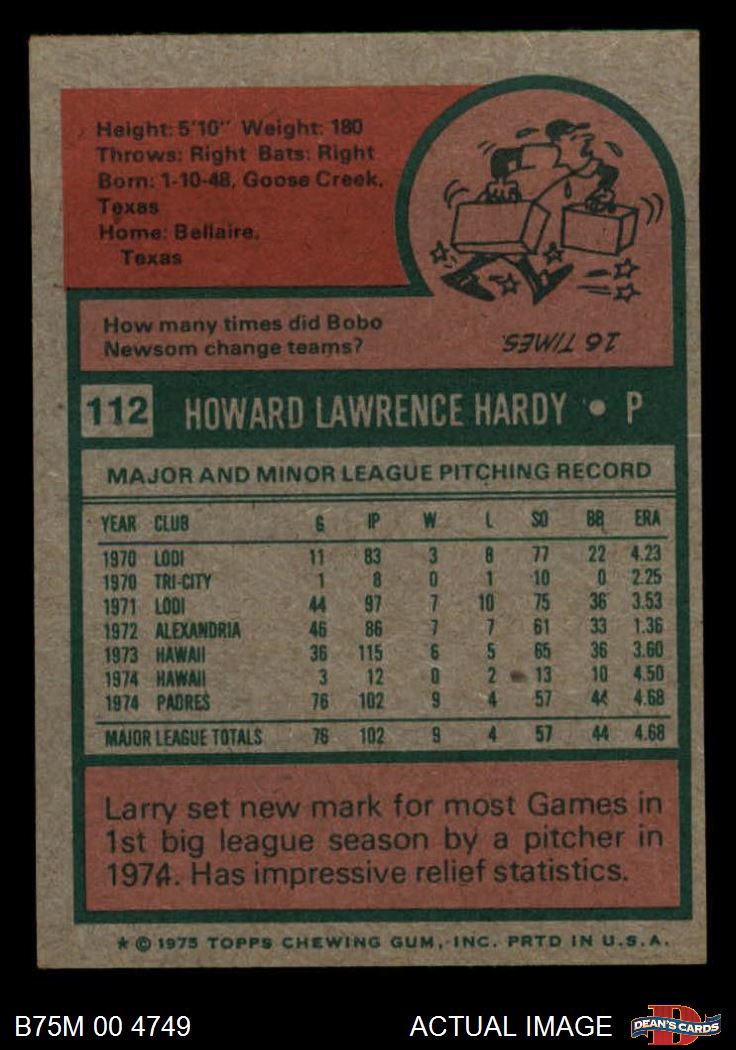 Height: 5'10" Weight: 180
Throws: Right Bats: Right
Born: 1-10-48, Goose Creek,
Texas
Home: Bellaire,
Texas
How many times did Bobo
Newsom change teams?
16 TIMES.
112 HOWARD LAWRENCE HARDY • P
MAJOR AND MINOR LEAGUE PITCHING RECORD
YEAR CLUB G IP W L SO BB ERA
1970 LODI 11 83 3 8 77 22 4.23
1970 TRI-CITY 1 8 0 1 10 0 2.25
1971 LODI 44 97 7 10 75 36 3.53
1972 ALEXANDRIA 46 86 7 7 61 33 1.36
1973 HAWAII 36 115 6 5 65 36 3.60
1974 HAWAII 3 12 0 2 13 10 4.50
1974 PADRES 76 102 9 4 57 44 4.68
MAJOR LEAGUE TOTALS 76 102 9 4 57 44 4.68
Larry set new mark for most Games in
1st big league season by a pitcher in
1974. Has impressive relief statistics.
* © 1975 TOPPS CHEWING GUM, INC. PRTD IN U.S.A.
B75M 00 4749 ACTUAL IMAGE DEAN'S CARDS